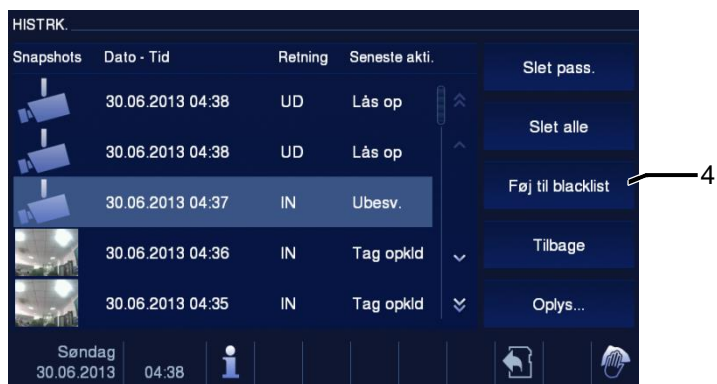 HISTRK.
Snapshots Dato - Tid Retning Seneste akti.
30.06.2013 04:38 UD Lås op
30.06.2013 04:38 UD Lås op
30.06.2013 04:37 IN Ubesv.
30.06.2013 04:36 IN Tag opkld
30.06.2013 04:35 IN Tag opkld
Slet pass.
Slet alle
Føj til blacklist
4
Tilbage
Oplys...
Søndag
30.06.2013 04:38